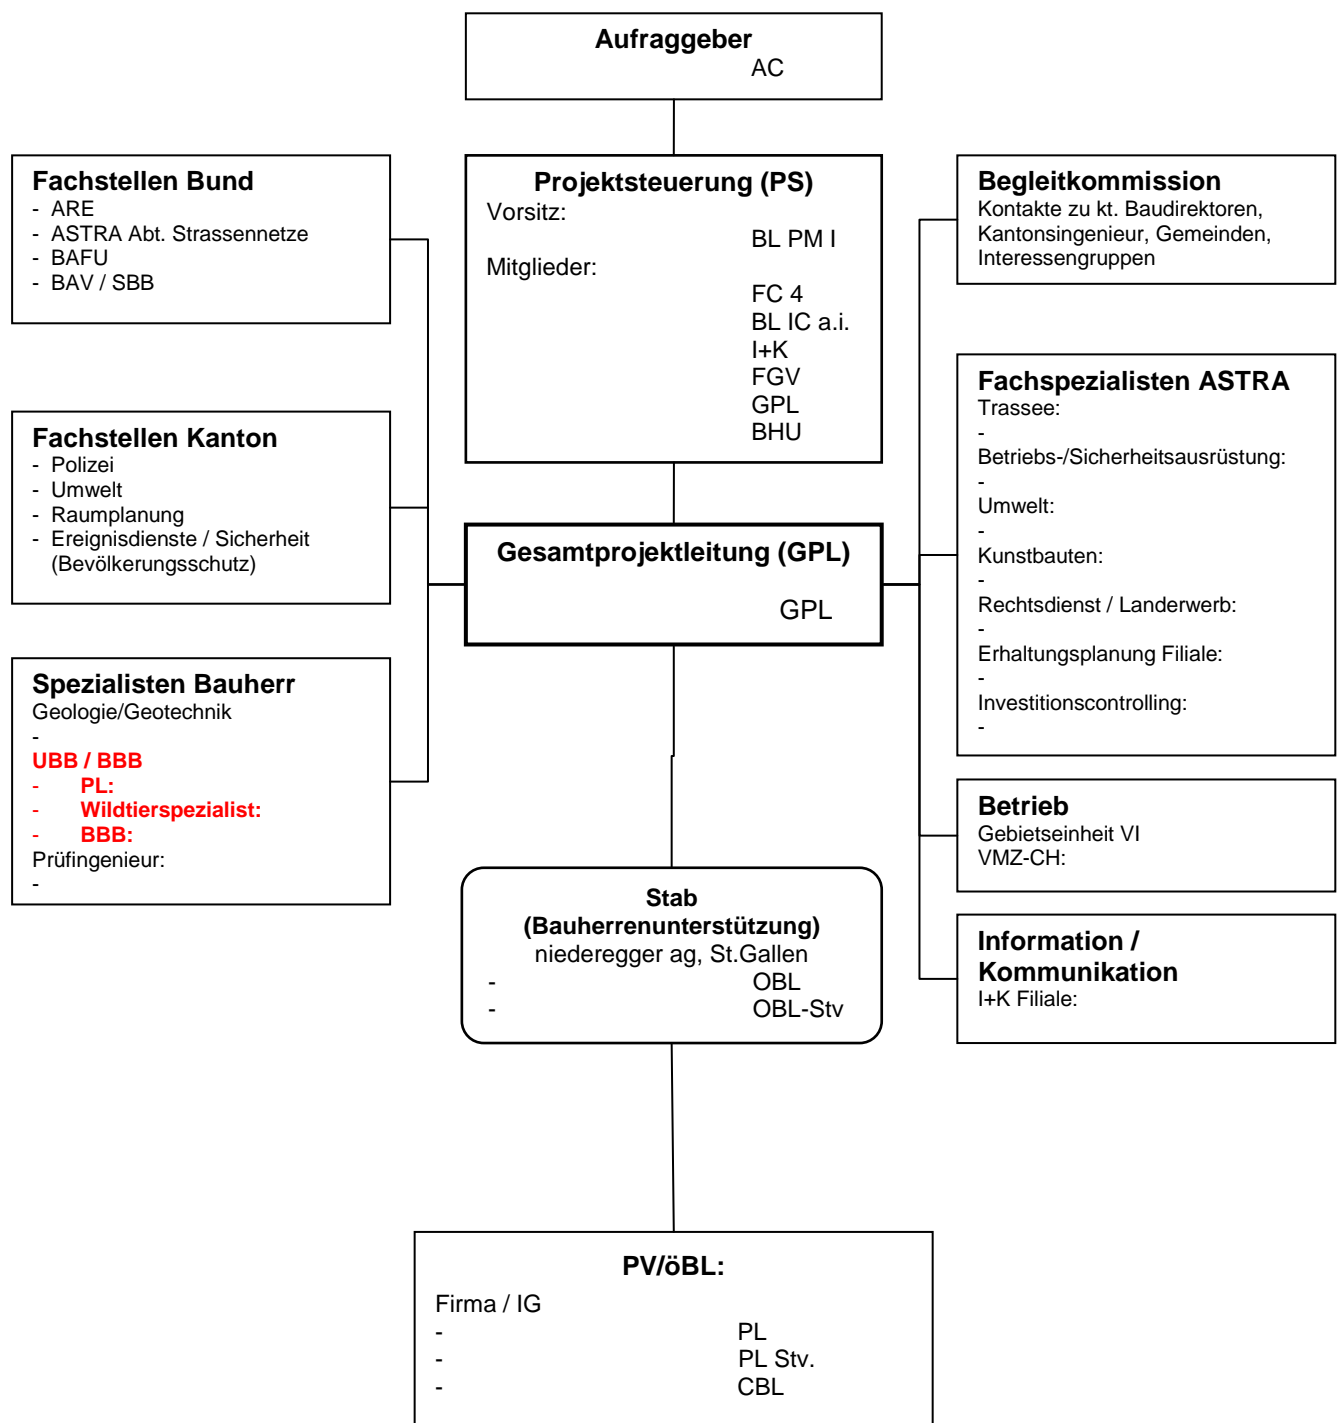 Aufraggeber
AC
Projektsteuerung (PS)
Vorsitz:
BL PM I
Mitglieder:
FC 4
BL IC a.i.
I+K
FGV
GPL
BHU
Fachstellen Bund
- ARE
- ASTRA Abt. Strassennetze
- BAFU
- BAV / SBB
Fachstellen Kanton
- Polizei
- Umwelt
- Raumplanung
- Ereignisdienste / Sicherheit
(Bevölkerungsschutz)
Spezialisten Bauherr
Geologie/Geotechnik
-
UBB / BBB
- PL:
- Wildtierspezialist:
- BBB:
Prüfingenieur:
-
Gesamtprojektleitung (GPL)
GPL
Begleitkommission
Kontakte zu kt. Baudirektoren,
Kantonsingenieur, Gemeinden,
Interessengruppen
Fachspezialisten ASTRA
Trassee:
-
Betriebs-/Sicherheitsausrüstung:
-
Umwelt:
-
Kunstbauten:
-
Rechtsdienst / Landerwerb:
-
Erhaltungsplanung Filiale:
-
Investitionscontrolling:
-
Betrieb
Gebietseinheit VI
VMZ-CH:
Information /
Kommunikation
I+K Filiale:
Stab
(Bauherrenunterstützung)
niederegger ag, St.Gallen
- OBL
- OBL-Stv
PV/öBL:
Firma / IG
- PL
- PL Stv.
- CBL